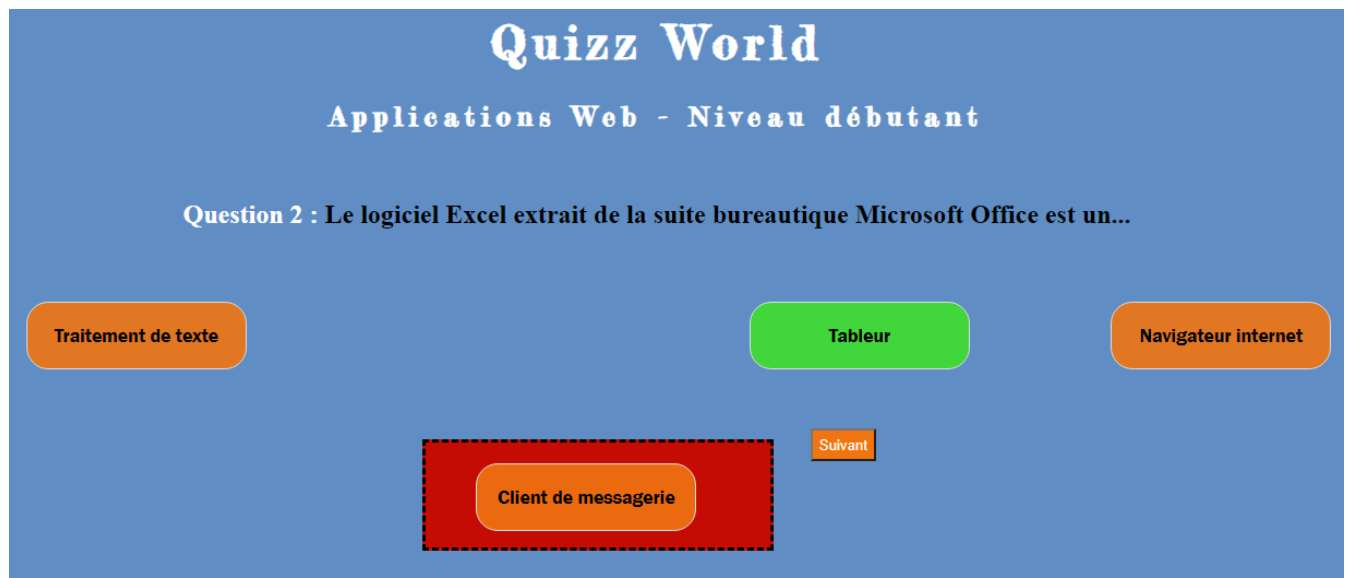 Quizz World
Applications Web - Niveau débutant
Question 2 : Le logiciel Excel extrait de la suite bureautique Microsoft Office est un...
Traitement de texte
Tableur
Navigateur internet
Suivant
Client de messagerie